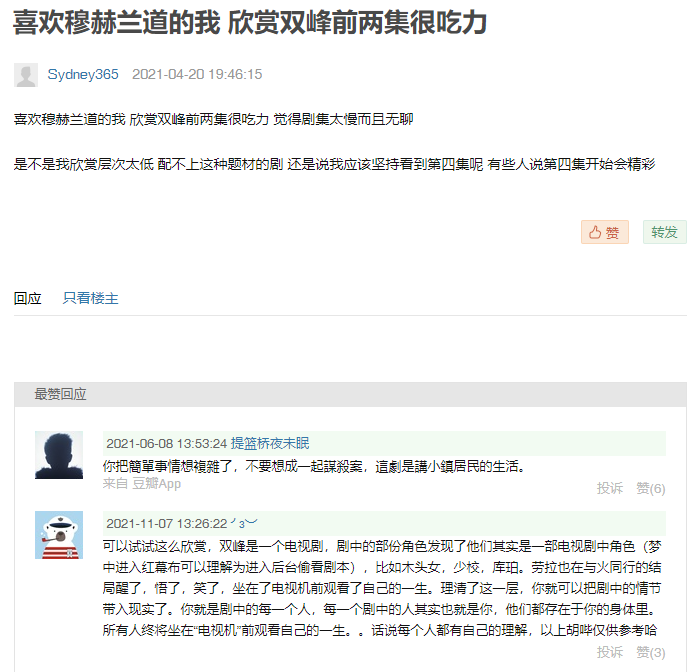 喜欢穆赫兰道的我 欣赏双峰前两集很吃力
Sydney365 2021-04-20 19:46:15
喜欢穆赫兰道的我 欣赏双峰前两集很吃力 觉得剧集太慢而且无聊
是不是我欣赏层次太低 配不上这种题材的剧 还是说我应该坚持看到第四集呢 有些人说第四集开始会精彩
赞 转发
回应 只看楼主
最赞回应
2021-06-08 13:53:24 提篮桥夜未眠
你把簡單事情想複雜了，不要想成一起謀殺案，這劇是講小鎮居民的生活。
来自 豆瓣App
投诉 赞(6)
2021-11-07 13:26:22 ╯з︶
可以试试这么欣赏，双峰是一个电视剧，剧中的部份角色发现了他们其实是一部电视剧中角色（梦
中进入红幕布可以理解为进入后台偷看剧本），比如木头女，少校，库珀。劳拉也在与火同行的结
局醒了，悟了，笑了，坐在了电视机前观看了自己的一生。理清了这一层，你就可以把剧中的情节
带入现实了。你就是剧中的每一个人，每一个剧中的人其实也就是你，他们都存在于你的身体里。
所有人终将坐在“电视机”前观看自己的一生。。话说每个人都有自己的理解，以上胡哗仅供参考哈
投诉 赞(3)